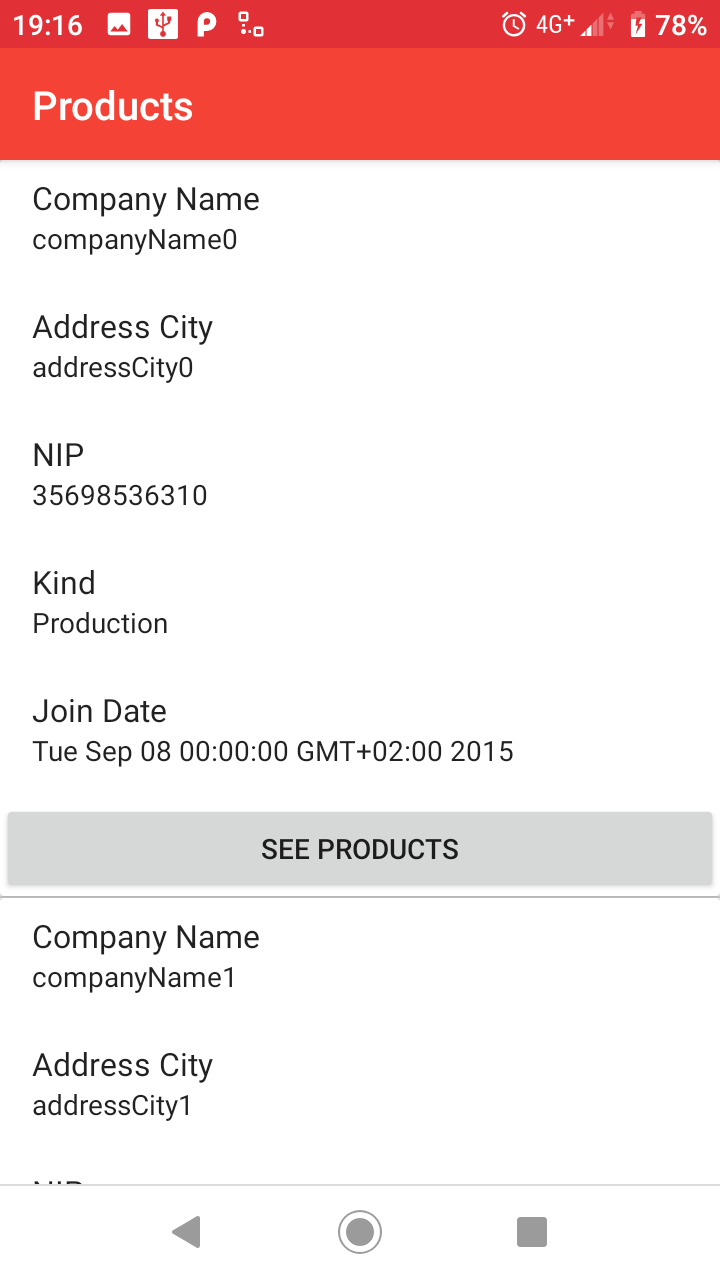 19:16 4G+ 78%
Products
Company Name
companyName0
Address City
addressCity0
NIP
35698536310
Kind
Production
Join Date
Tue Sep 08 00:00:00 GMT+02:00 2015
SEE PRODUCTS
Company Name
companyName1
Address City
addressCity1